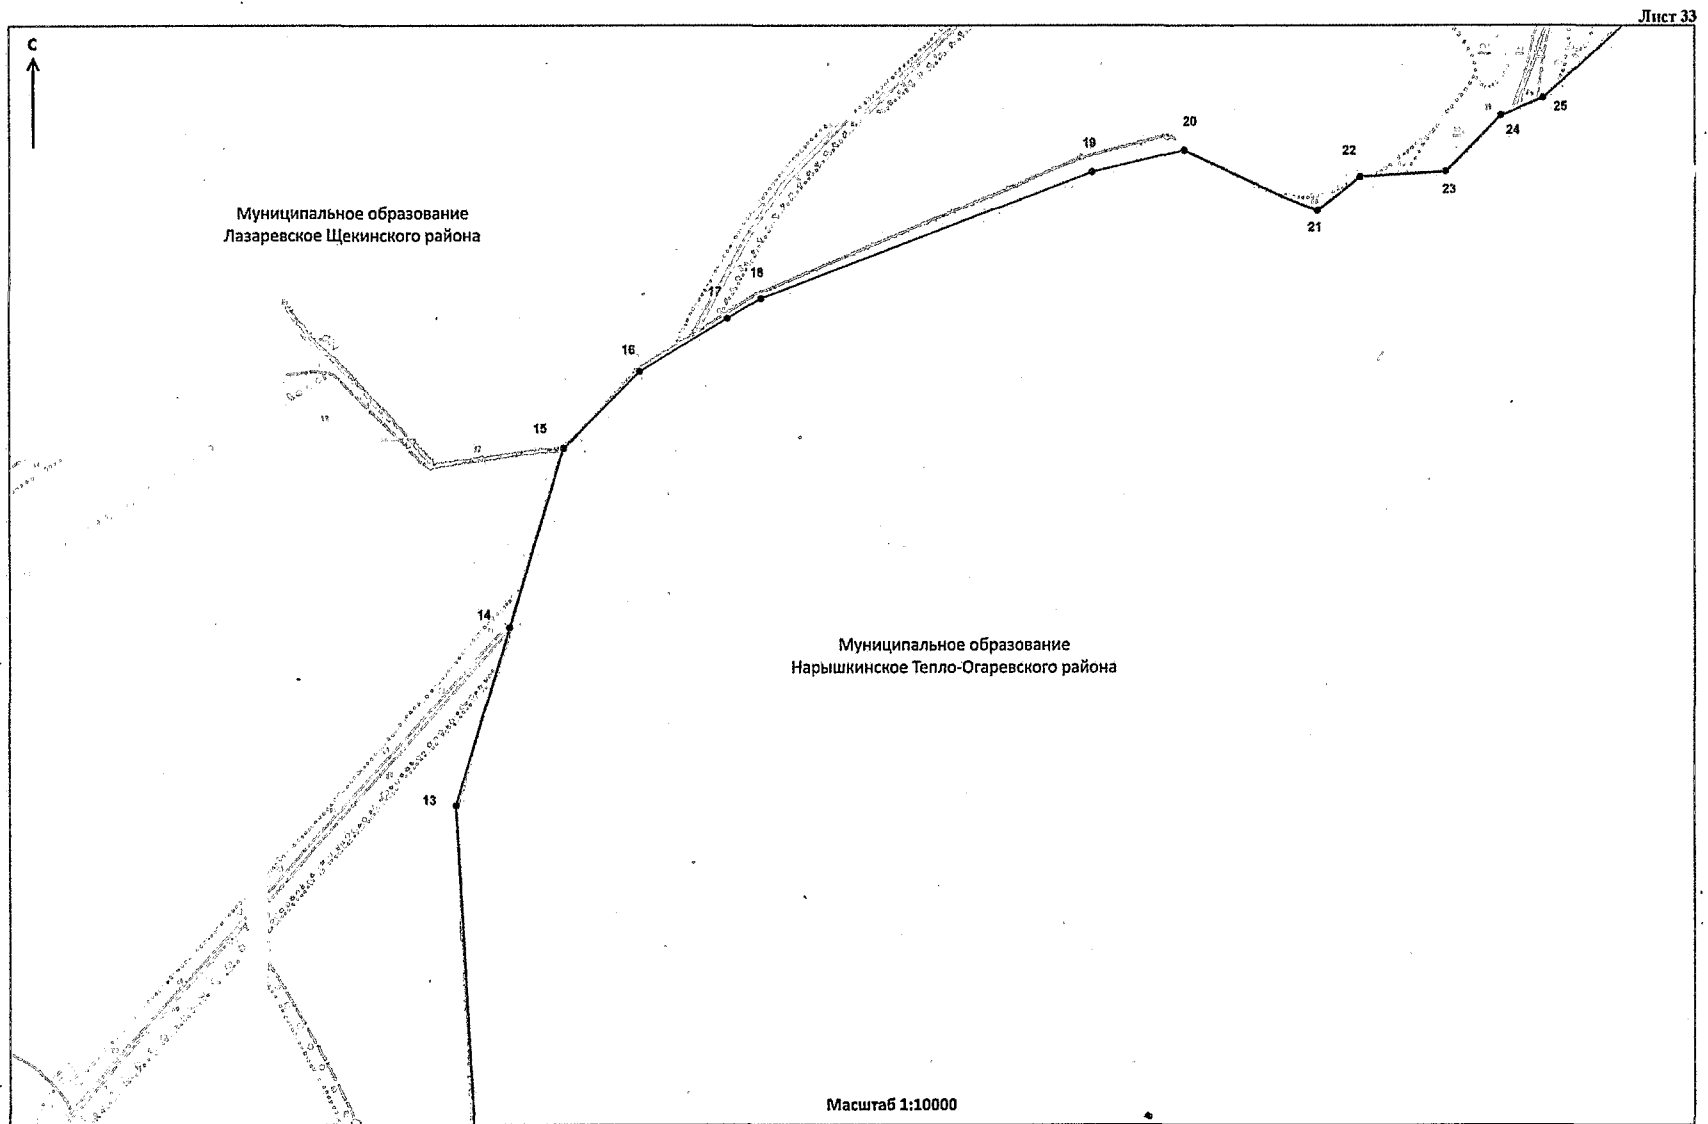 Лист 33
С
25
24
20
19
22
23
21
Муниципальное образование
Лазаревское Щекинского района
18
17
16
15
14
Муниципальное образование
Нарышкинское Тепло-Огаревского района
13
Масштаб 1:10000